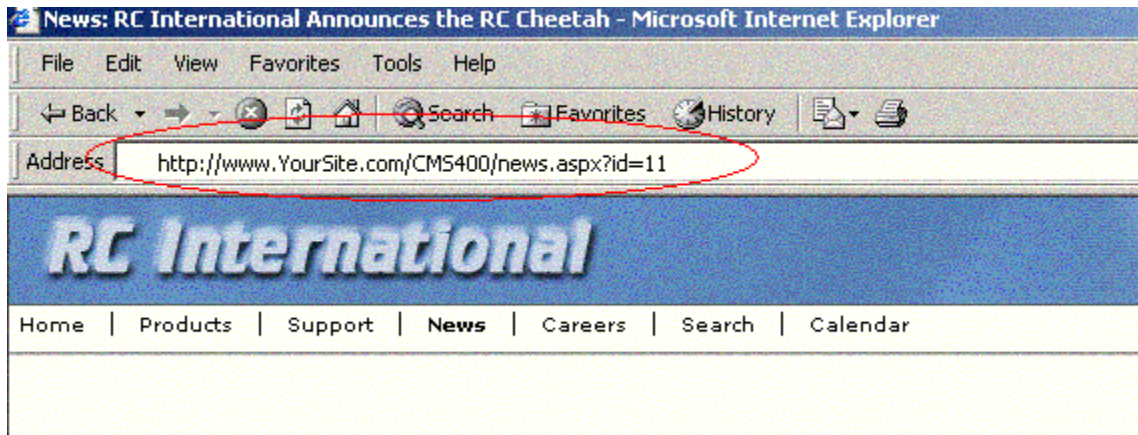 News: RC International Announces the RC Cheetah - Microsoft Internet Explorer
File Edit View Favorites Tools Help
Back Search Favorites History
Address http://www.YourSite.com/CMS400/news.aspx?id=11
RC International
Home | Products | Support | News | Careers | Search | Calendar